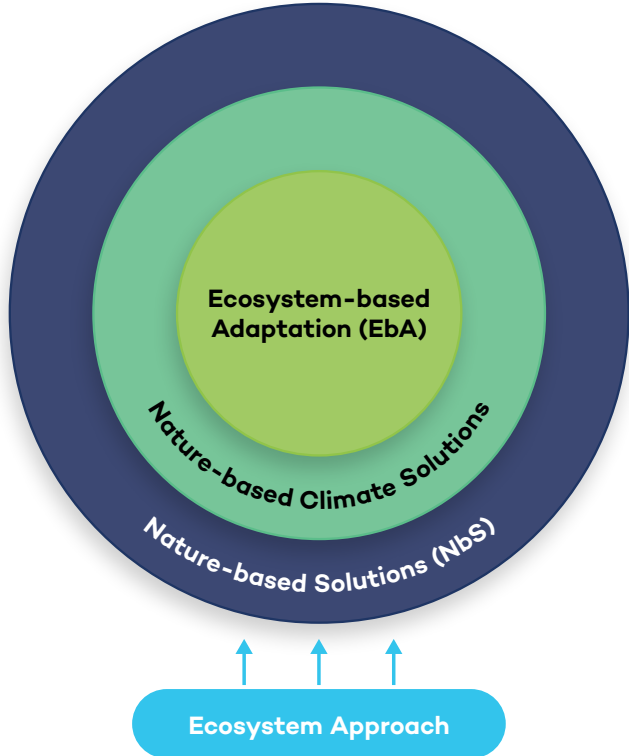 Ecosystem-based
Adaptation (EbA)
Nature-based Climate Solutions
Nature-based Solutions (NbS)
Ecosystem Approach